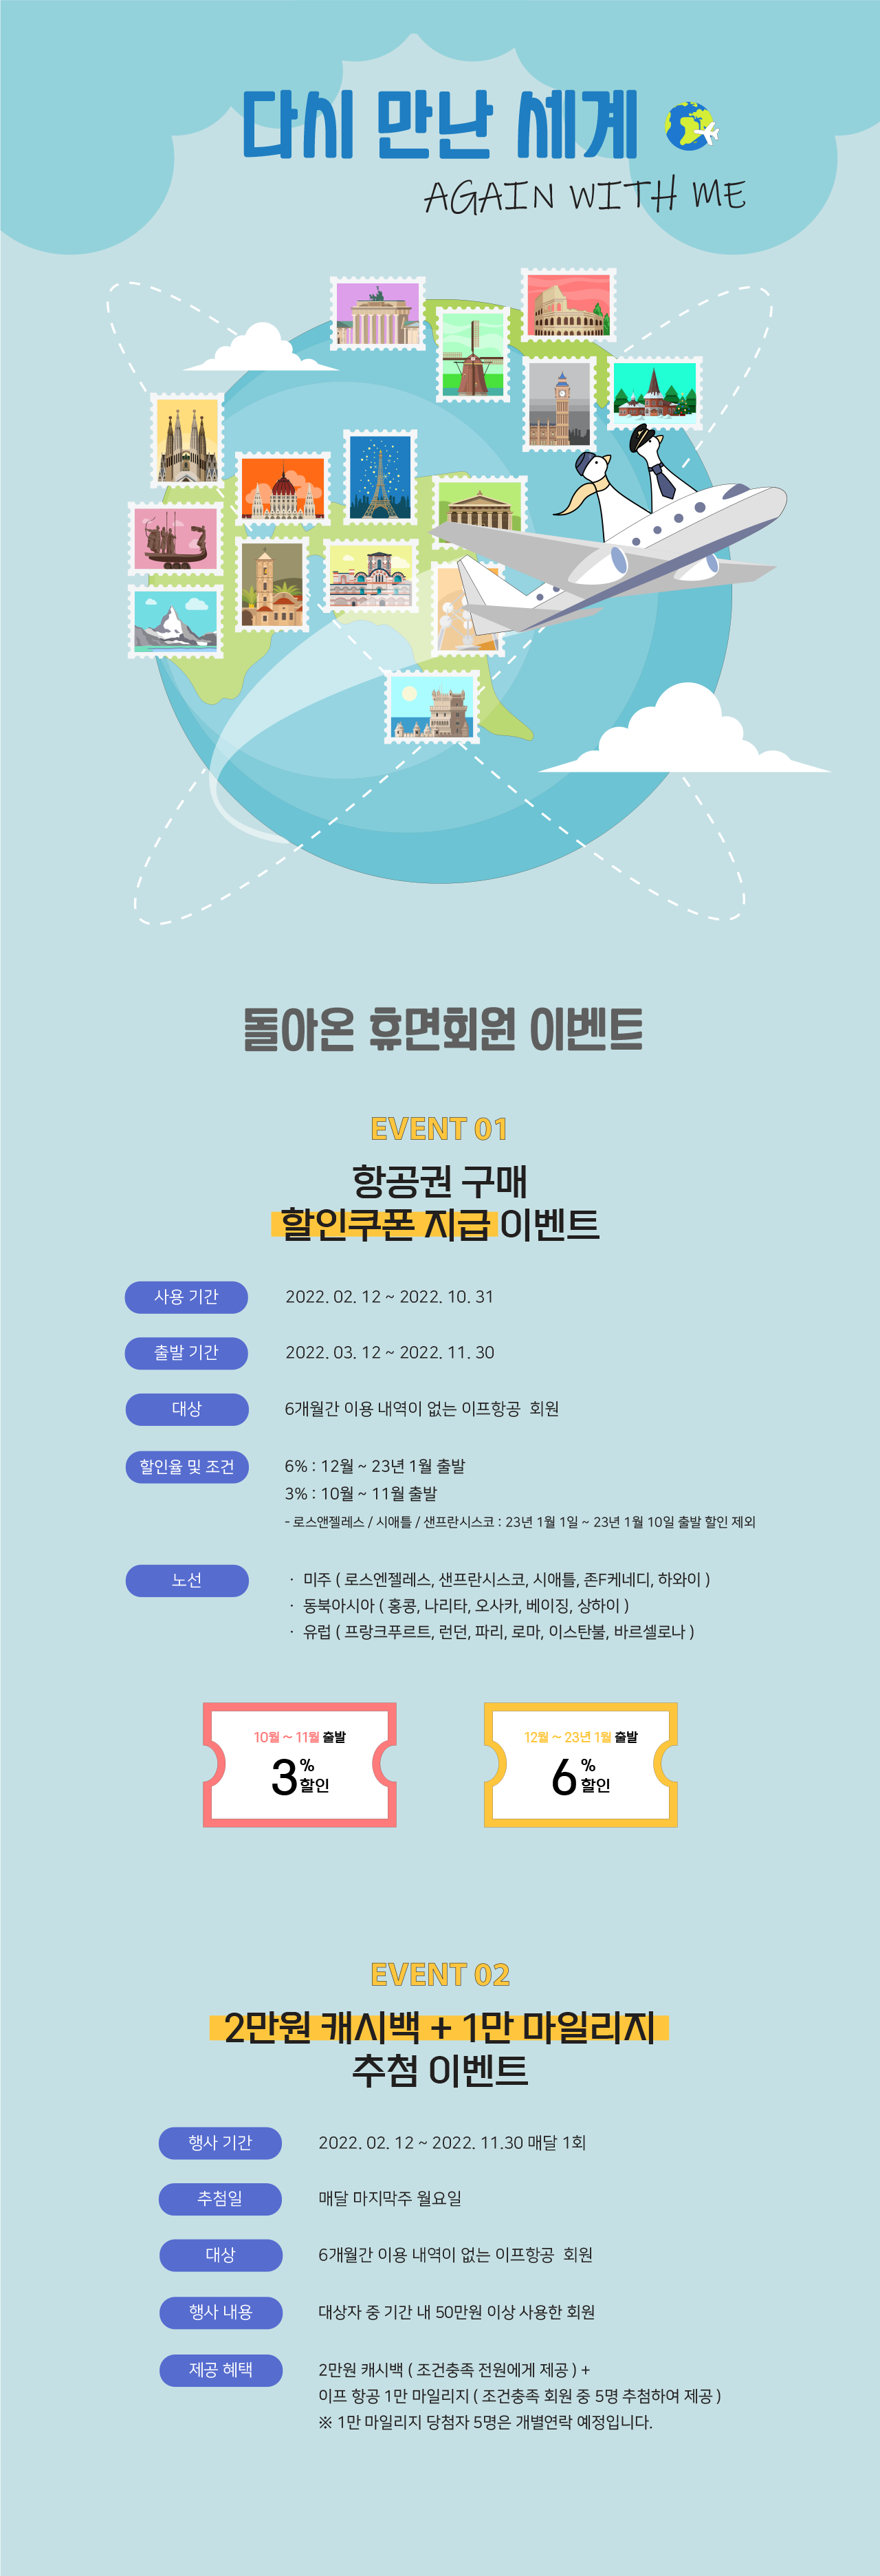 다시 만난 세계
AGAIN WITH ME
돌아온 휴면회원 이벤트
EVENT 01
항공권 구매
할인쿠폰 지급 이벤트
사용 기간 2022. 02. 12 ~ 2022. 10. 31
출발 기간 2022. 03. 12 ~ 2022. 11. 30
대상 6개월간 이용 내역이 없는 이프항공 회원
할인율 및 조건 6% : 12월 ~ 23년 1월 출발
3% : 10월 ~ 11월 출발
- 로스앤젤레스 / 시애틀 / 샌프란시스코 : 23년 1월 1일 ~ 23년 1월 10일 출발 할인 제외
노선 · 미주 ( 로스엔젤레스, 샌프란시스코, 시애틀, 존F케네디, 하와이 )
· 동북아시아 ( 홍콩, 나리타, 오사카, 베이징, 상하이 )
· 유럽 ( 프랑크푸르트, 런던, 파리, 로마, 이스탄불, 바르셀로나 )
10월 ~ 11월 출발
3% 할인
12월 ~ 23년 1월 출발
6% 할인
EVENT 02
2만원 캐시백 + 1만 마일리지
추첨 이벤트
행사 기간 2022. 02. 12 ~ 2022. 11.30 매달 1회
추첨일 매달 마지막주 월요일
대상 6개월간 이용 내역이 없는 이프항공 회원
행사 내용 대상자 중 기간 내 50만원 이상 사용한 회원
제공 혜택 2만원 캐시백 ( 조건충족 전원에게 제공 ) +
이프 항공 1만 마일리지 ( 조건충족 회원 중 5명 추첨하여 제공 )
※ 1만 마일리지 당첨자 5명은 개별연락 예정입니다.